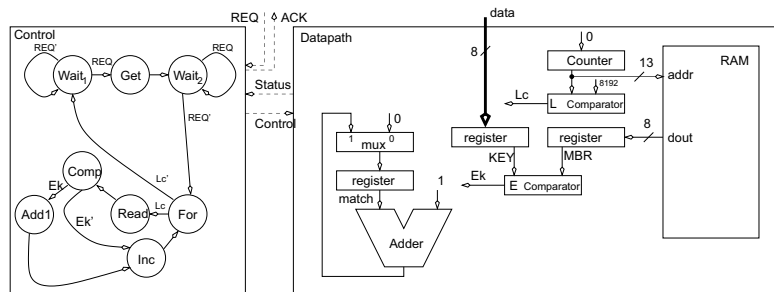 REQ ACK
data
Control
Datapath
REQ'
REQ
REQ
Wait1
Get
Wait2
REQ'
Status
Control
8
0
Counter
13
RAM
addr
8192
Lc
L Comparator
0
1 0
mux
register
KEY
register
MBR
8
dout
Ek
E Comparator
register
match
1
Adder
Lc'
Comp
Ek
Add1
Ek'
Read
Lc
For
Inc